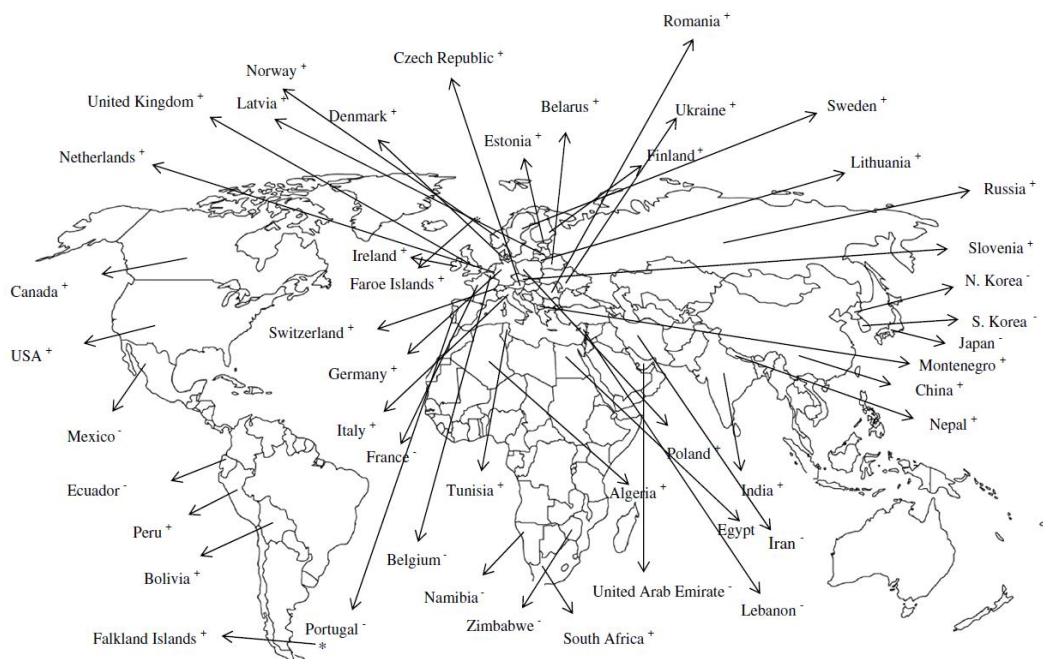 Romania +
Czech Republic +
Norway +
United Kingdom +
Latvia +
Denmark +
Belarus +
Ukraine +
Sweden +
Estonia +
Netherlands +
Finland +
Lithuania +
Russia +
*
Ireland +
Slovenia +
Canada +
Faroe Islands +
N. Korea -
Switzerland +
S. Korea -
USA +
Japan -
Montenegro +
Germany +
China +
Mexico -
Italy +
Nepal +
France -
Poland +
Ecuador -
Tunisia +
Algeria +
India +
Peru +
Egypt
Iran -
Bolivia +
Belgium -
Namibia -
United Arab Emirate -
Lebanon -
Falkland Islands +
Portugal -
Zimbabwe -
South Africa +
*